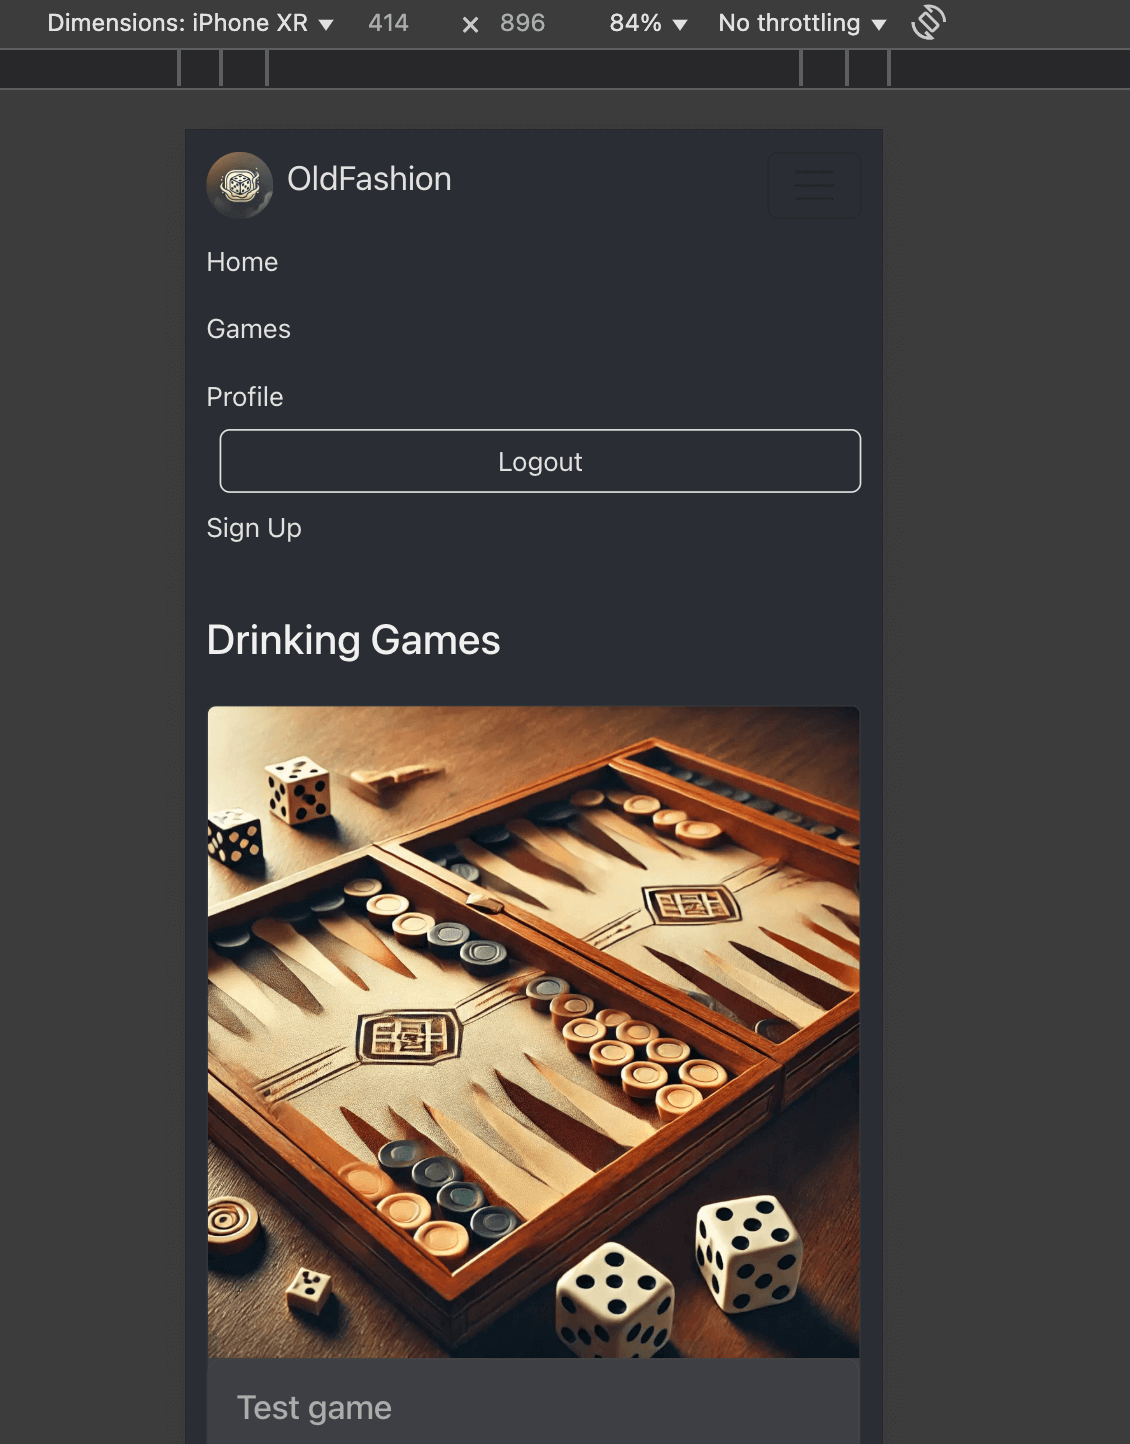 Dimensions: iPhone XR ▼ 414 × 896 84% ▼ No throttling ▼
OldFashion
Home
Games
Profile
Logout
Sign Up
Drinking Games
Test game